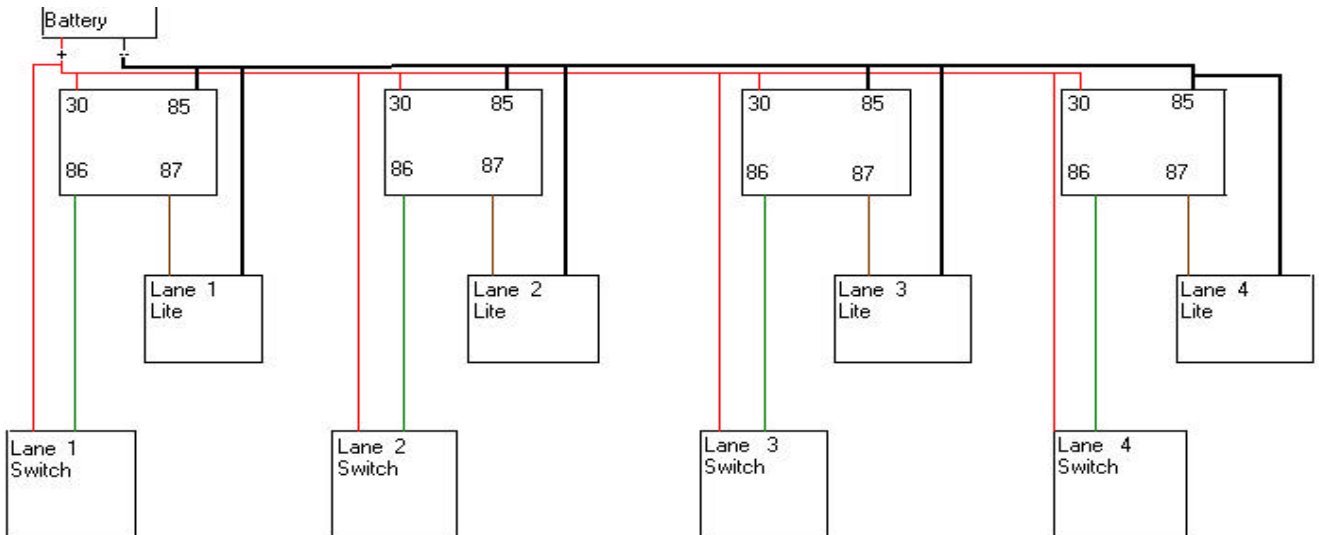 Battery
+ -
30 85 30 85 30 85 30 85
86 87 86 87 86 87 86 87
Lane 1
Lite
Lane 2
Lite
Lane 3
Lite
Lane 4
Lite
Lane 1
Switch
Lane 2
Switch
Lane 3
Switch
Lane 4
Switch